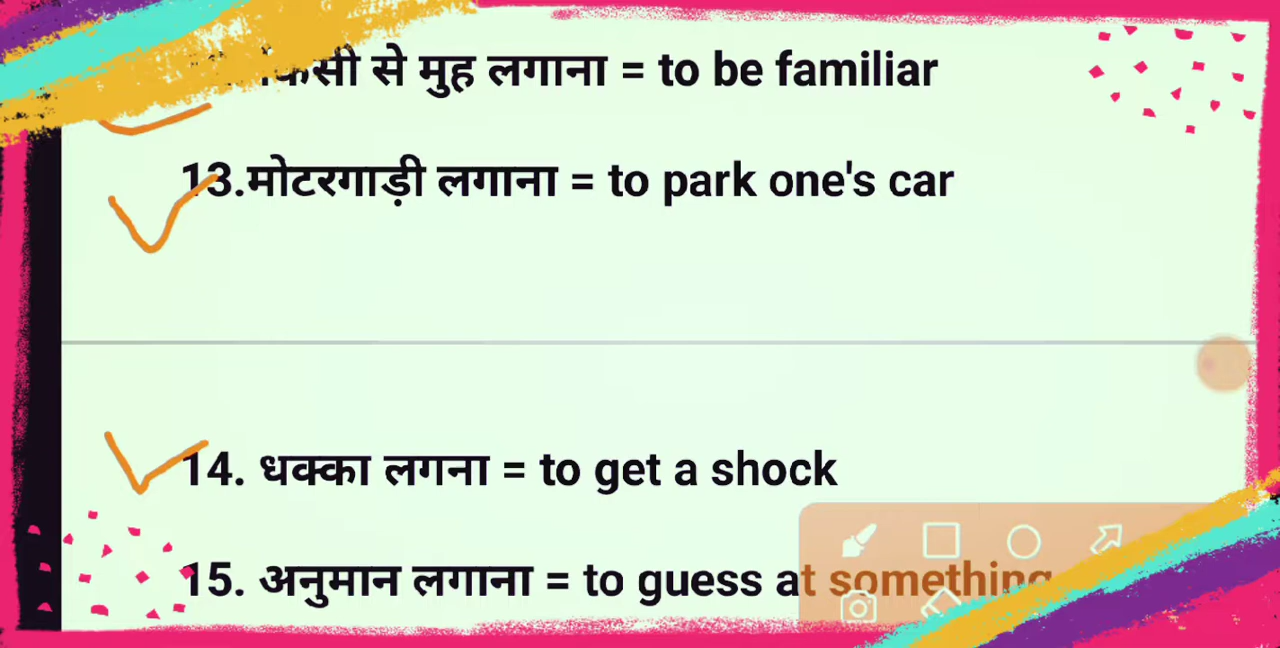 से मुह लगाना = to be familiar
13.मोटरगाड़ी लगाना = to park one's car
14. धक्का लगना = to get a shock
15. अनुमान लगाना = to guess at something